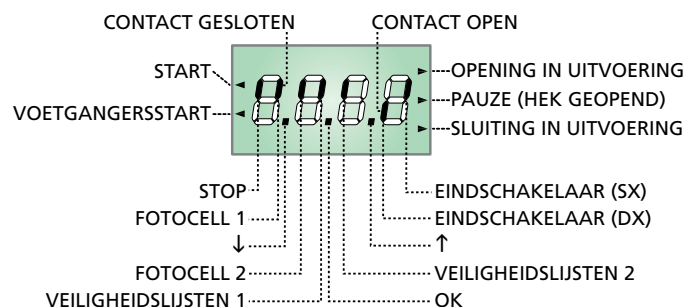 CONTACT GESLOTEN CONTACT OPEN
START
VOETGANGERSSTART
OPENING IN UITVOERING
PAUZE (HEK GEOPEND)
SLUITING IN UITVOERING
STOP
FOTOCELL 1
↓
FOTOCELL 2
VEILIGHEIDSLIJSTEN 1
EINDSCHAKELAAR (SX)
EINDSCHAKELAAR (DX)
↑
VEILIGHEIDSLIJSTEN 2
OK